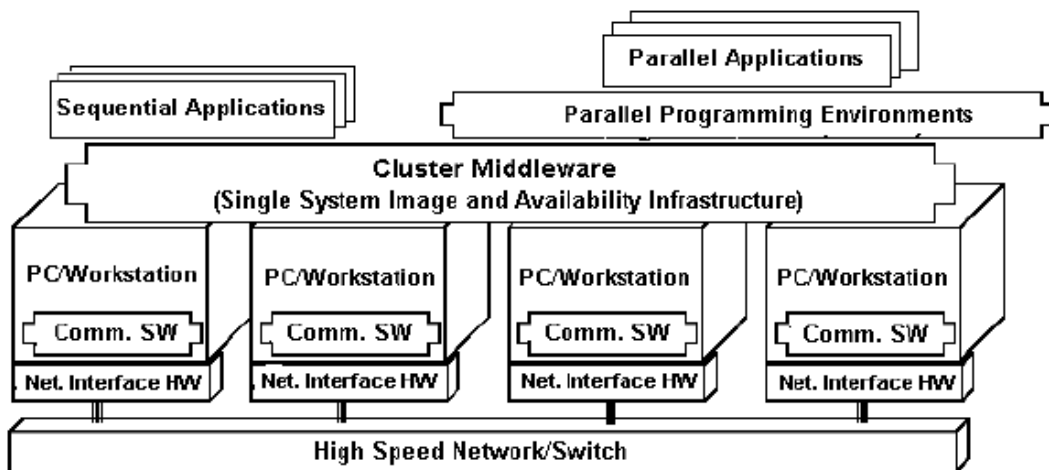 Parallel Applications
Sequential Applications
Parallel Programming Environments
Cluster Middleware
(Single System Image and Availability Infrastructure)
PC/Workstation
PC/Workstation
PC/Workstation
PC/Workstation
Comm. SW
Comm. SW
Comm. SW
Comm. SW
Net. Interface HW
Net. Interface HW
Net. Interface HW
Net. Interface HW
High Speed Network/Switch